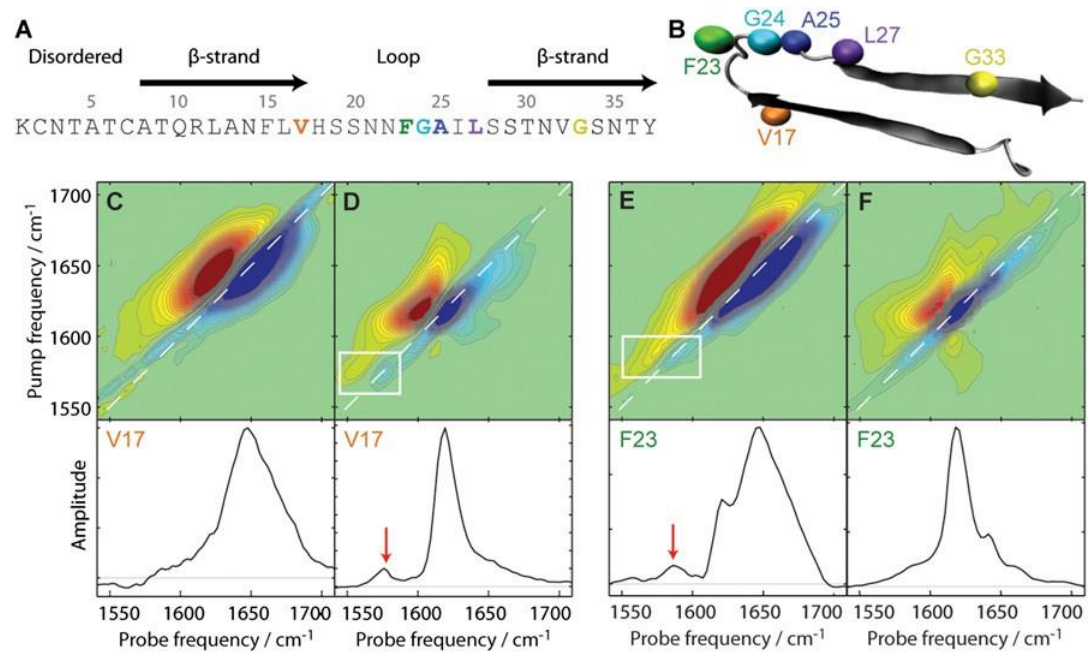 A
Disordered β-strand Loop β-strand
5 10 15 20 25 30 35
KCNTATCATQRLANFLVHSSNNFGAILSSTNVGSNTY
B
G24 A25
L27
F23
G33
V17
Pump frequency / cm-1
1700
1650
1600
1550
C
D
E
F
Amplitude
V17
V17
F23
F23
1550 1600 1650 1700
1550 1600 1650 1700
1550 1600 1650 1700
1550 1600 1650 1700
Probe frequency / cm-1
Probe frequency / cm-1
Probe frequency / cm-1
Probe frequency / cm-1